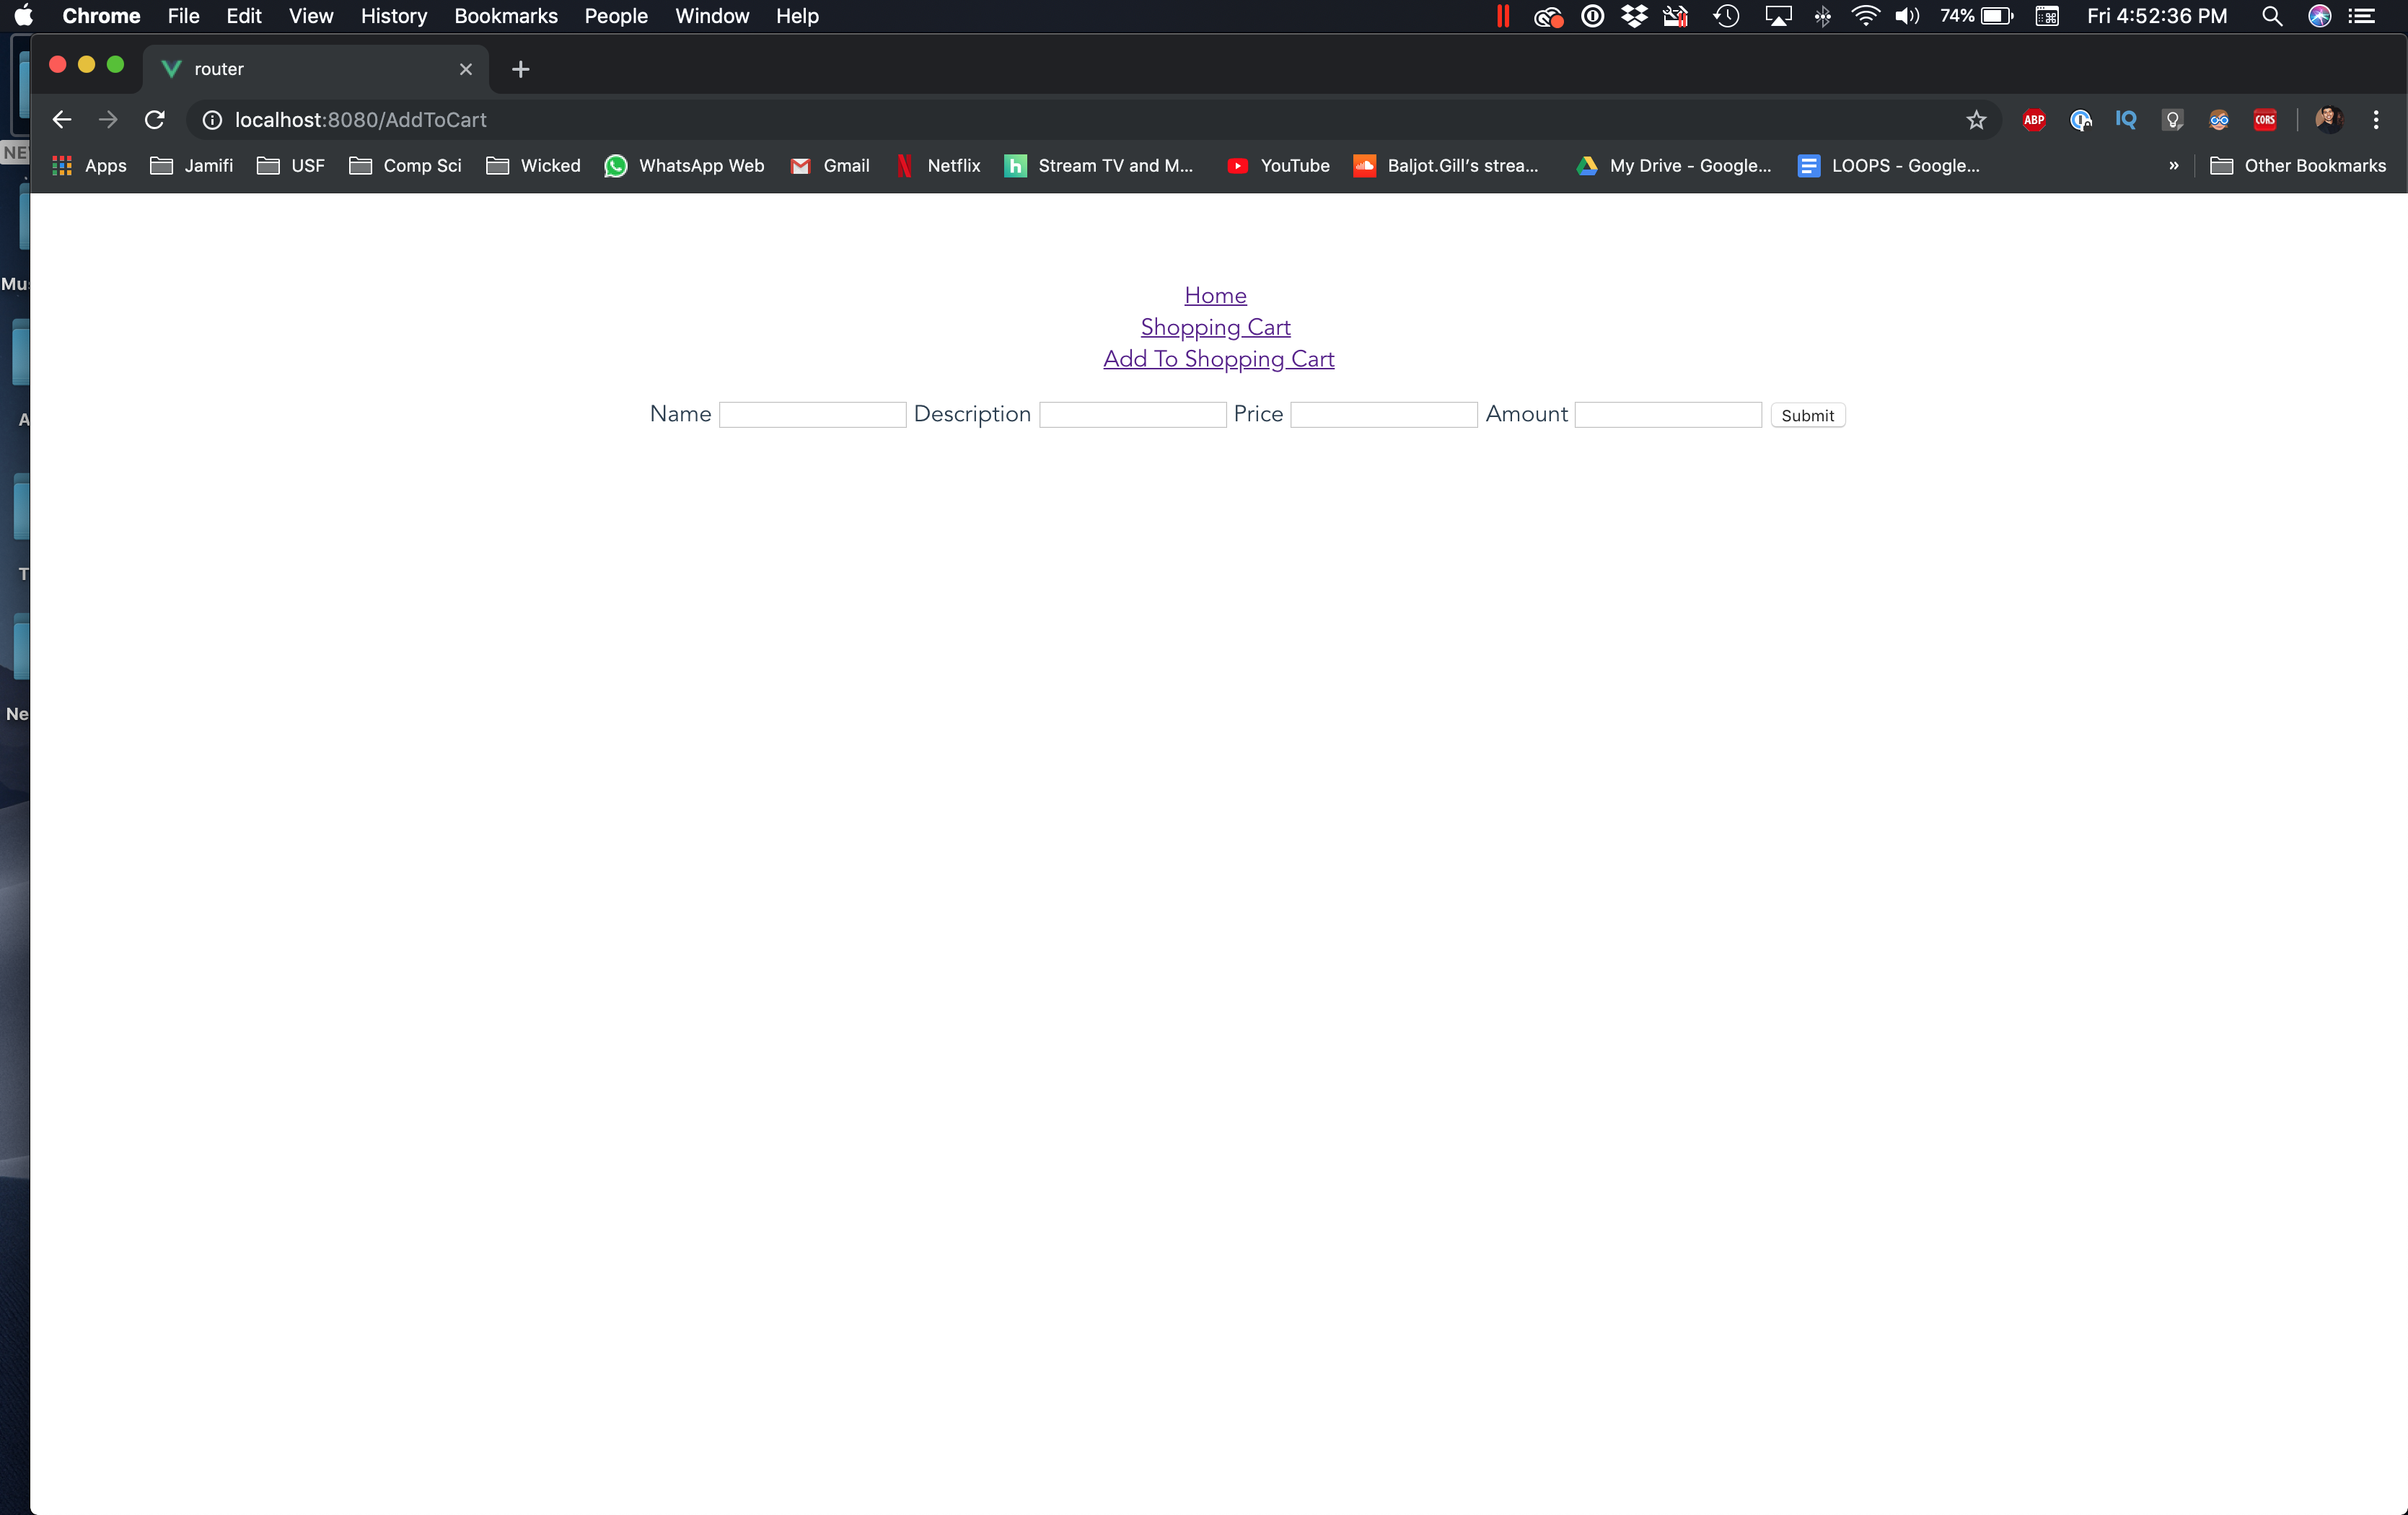 Chrome File Edit View History Bookmarks People Window Help 74% Fri 4:52:36 PM
router
localhost:8080/AddToCart
ABP IQ CORS
Apps Jamifi USF Comp Sci Wicked WhatsApp Web Gmail Netflix h Stream TV and M... YouTube Baljot.Gill's strea... My Drive - Google... LOOPS - Google... » Other Bookmarks
Home
Shopping Cart
Add To Shopping Cart
Name Description Price Amount Submit